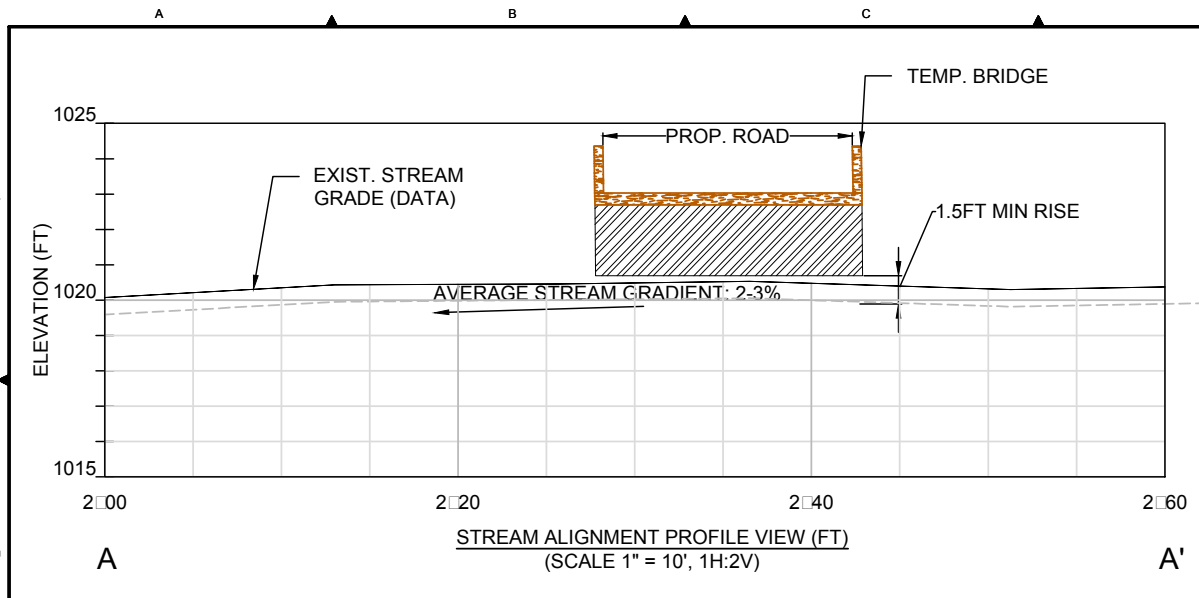 A B C
TEMP. BRIDGE
1025
PROP. ROAD
EXIST. STREAM
GRADE (DATA)
1.5FT MIN RISE
ELEVATION (FT)
1020
AVERAGE STREAM GRADIENT: 2-3%
1015
2□00 2□20 2□40 2□60
STREAM ALIGNMENT PROFILE VIEW (FT)
(SCALE 1" = 10', 1H:2V)
A A'